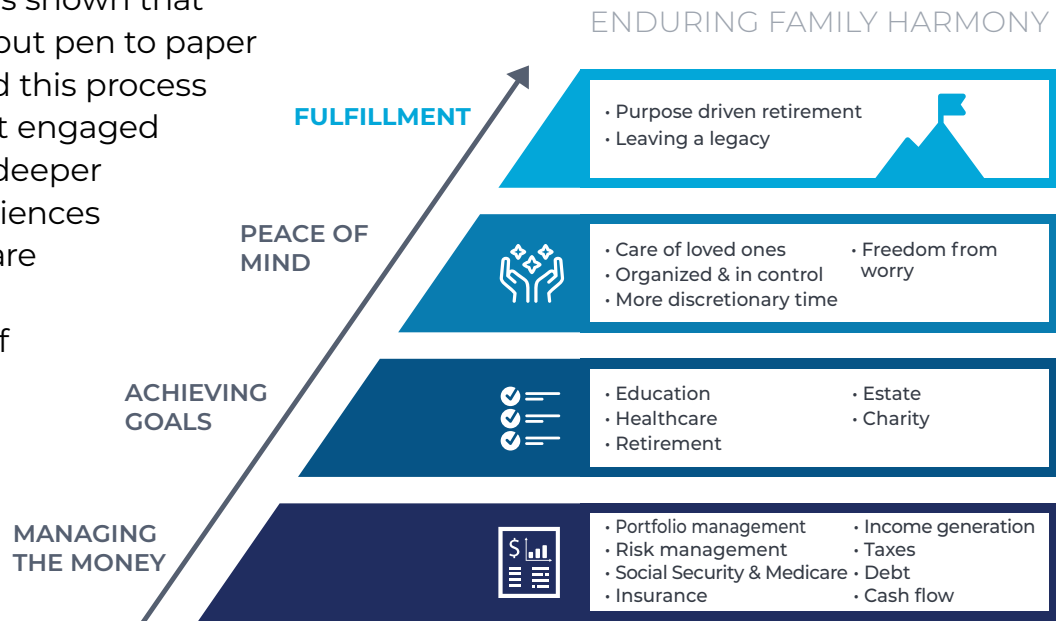 s shown that
put pen to paper
d this process
t engaged
deeper
iences
are
f
ENDURING FAMILY HARMONY
FULFILLMENT
• Purpose driven retirement
• Leaving a legacy
PEACE OF
MIND
• Care of loved ones
• Organized & in control
• More discretionary time
• Freedom from
worry
ACHIEVING
GOALS
• Education
• Healthcare
• Retirement
• Estate
• Charity
MANAGING
THE MONEY
$
• Portfolio management
• Risk management
• Social Security & Medicare
• Insurance
• Income generation
• Taxes
• Debt
• Cash flow